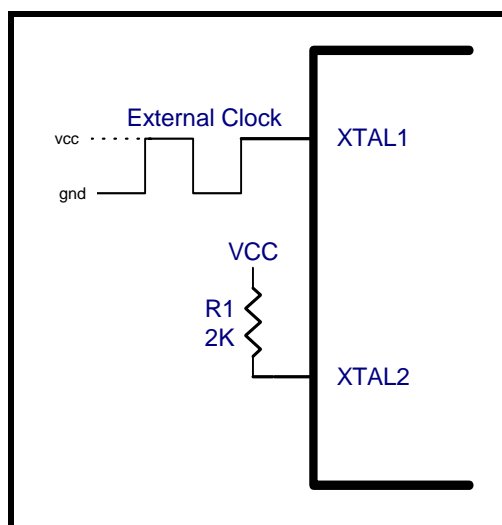 External Clock
vcc
XTAL1
gnd
VCC
R1
2K
XTAL2